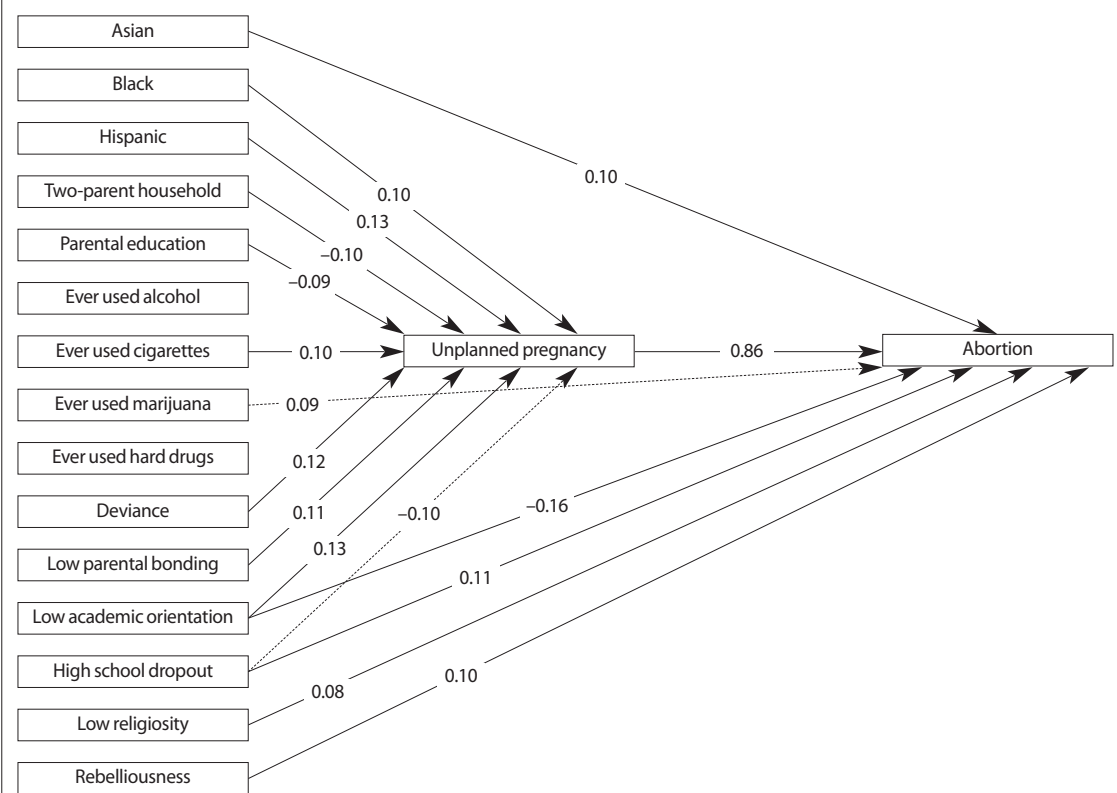 Asian
Black
Hispanic
Two-parent household
Parental education
Ever used alcohol
Ever used cigarettes
Ever used marijuana
Ever used hard drugs
Deviance
Low parental bonding
Low academic orientation
High school dropout
Low religiosity
Rebelliousness
0.10
0.10
0.13
–0.10
–0.09
0.10
0.09
0.12
0.11
0.13
–0.10
Unplanned pregnancy
0.86
Abortion
–0.16
0.11
0.08
0.10